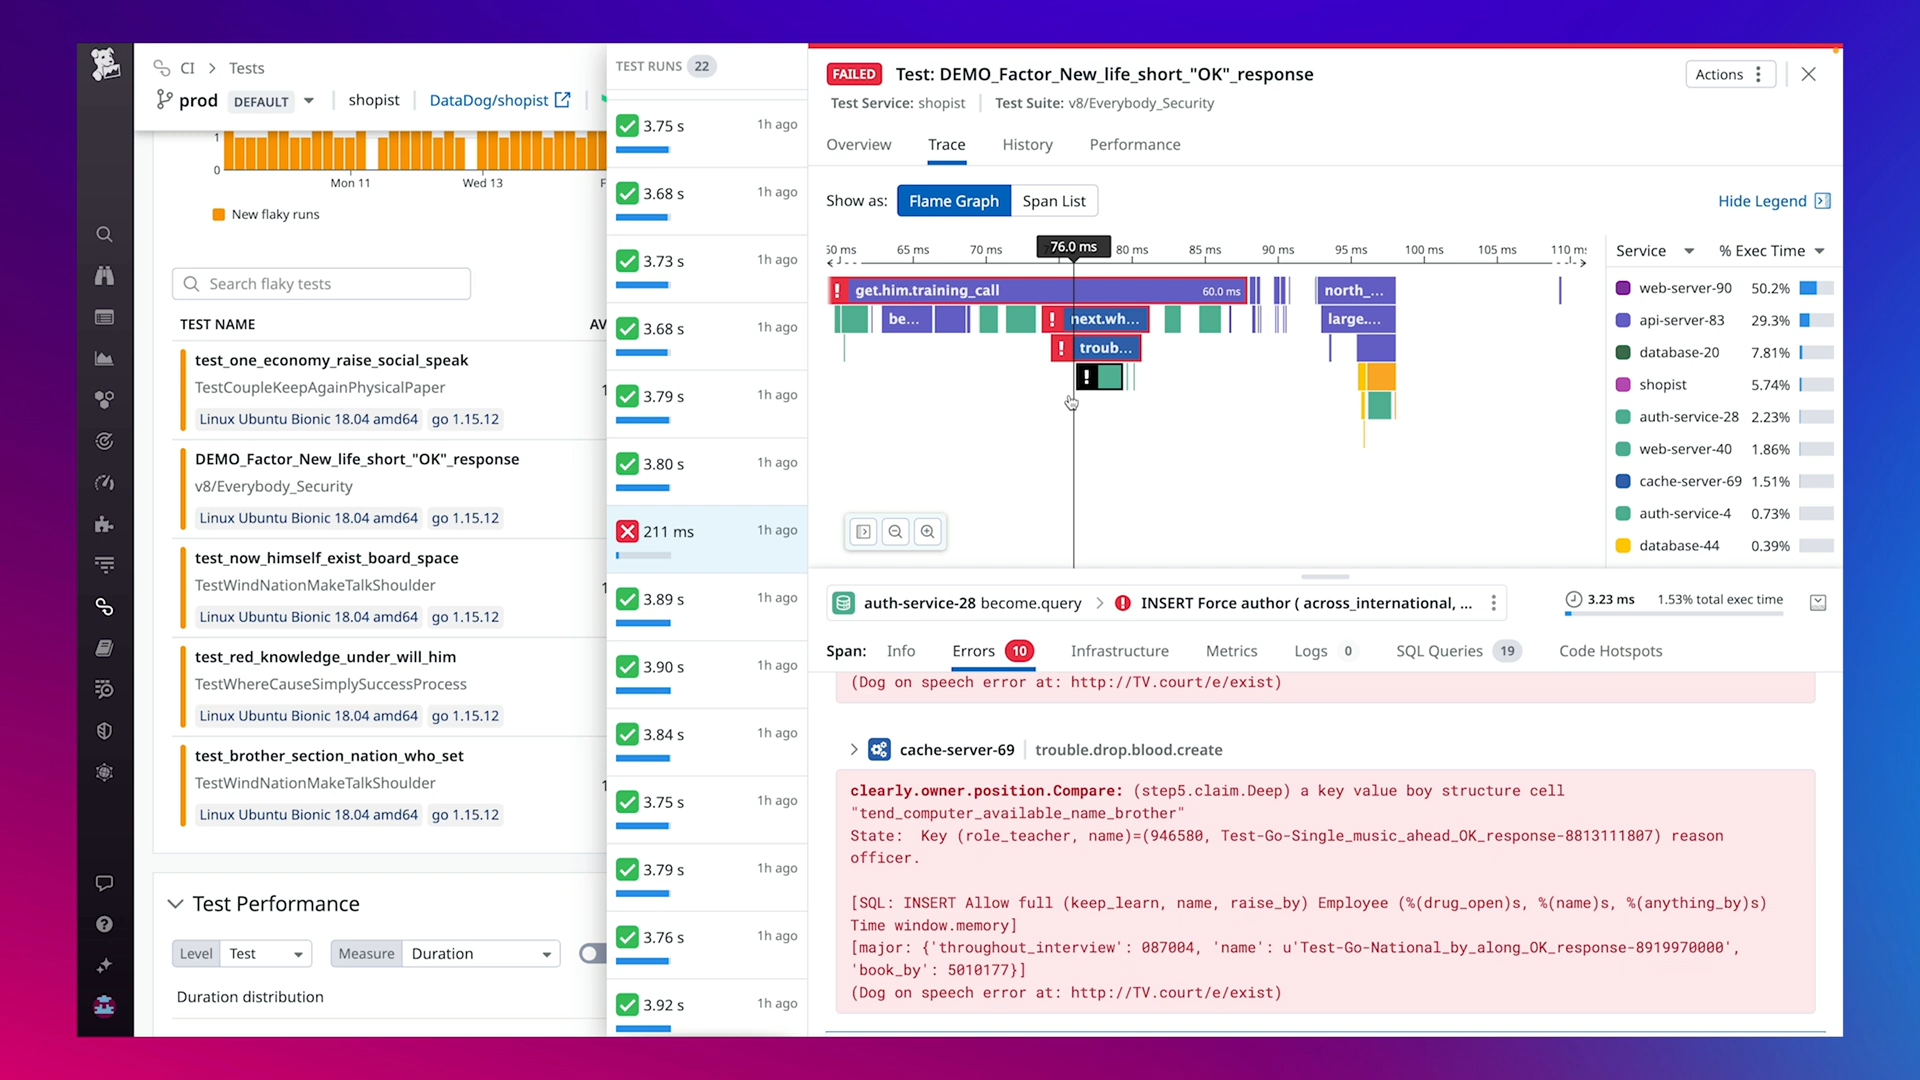 CI > Tests
prod DEFAULT shopist DataDog/shopist
1
0
Mon 11 Wed 13
New flaky runs
Search flaky tests
TEST NAME
test_one_economy_raise_social_speak
TestCoupleKeepAgainPhysicalPaper
Linux Ubuntu Bionic 18.04 amd64 go 1.15.12
DEMO_Factor_New_life_short_"OK"_response
v8/Everybody_Security
Linux Ubuntu Bionic 18.04 amd64 go 1.15.12
test_now_himself_exist_board_space
TestWindNationMakeTalkShoulder
Linux Ubuntu Bionic 18.04 amd64 go 1.15.12
test_red_knowledge_under_will_him
TestWhereCauseSimplySuccessProcess
Linux Ubuntu Bionic 18.04 amd64 go 1.15.12
test_brother_section_nation_who_set
TestWindNationMakeTalkShoulder
Linux Ubuntu Bionic 18.04 amd64 go 1.15.12
Test Performance
Level Test Measure Duration
Duration distribution
TEST RUNS 22
3.75 s 1h ago
3.68 s 1h ago
3.73 s 1h ago
3.68 s 1h ago
3.79 s 1h ago
3.80 s 1h ago
211 ms 1h ago
3.89 s 1h ago
3.90 s 1h ago
3.84 s 1h ago
3.75 s 1h ago
3.79 s 1h ago
3.76 s 1h ago
3.92 s 1h ago
FAILED Test: DEMO_Factor_New_life_short_"OK"_response
Actions
Test Service: shopist Test Suite: v8/Everybody_Security
Overview Trace History Performance
Show as: Flame Graph Span List
Hide Legend
65 ms 70 ms 76.0 ms 80 ms 85 ms 90 ms 95 ms 100 ms 105 ms
! get.him.training_call 60.0 ms north_...
be... ! next.wh... large....
! troub...
!
Service % Exec Time
web-server-90 50.2%
api-server-83 29.3%
database-20 7.81%
shopist 5.74%
auth-service-28 2.23%
web-server-40 1.86%
cache-server-69 1.51%
auth-service-4 0.73%
database-44 0.39%
auth-service-28 become.query > ! INSERT Force author ( across_international, ...
3.23 ms 1.53% total exec time
Span: Info Errors 10 Infrastructure Metrics Logs 0 SQL Queries 19 Code Hotspots
(Dog on speech error at: http://TV.court/e/exist)
cache-server-69 trouble.drop.blood.create
clearly.owner.position.Compare: (step5.claim.Deep) a key value boy structure cell
"tend_computer_available_name_brother"
State: Key (role_teacher, name)=(946580, Test-Go-Single_music_ahead_OK_response-8813111807) reason
officer.
[SQL: INSERT Allow full (keep_learn, name, raise_by) Employee (%(drug_open)s, %(name)s, %(anything_by)s)
Time window.memory]
[major: {'throughout_interview': 087004, 'name': u'Test-Go-National_by_along_OK_response-8919970000',
'book_by': 5010177}]
(Dog on speech error at: http://TV.court/e/exist)